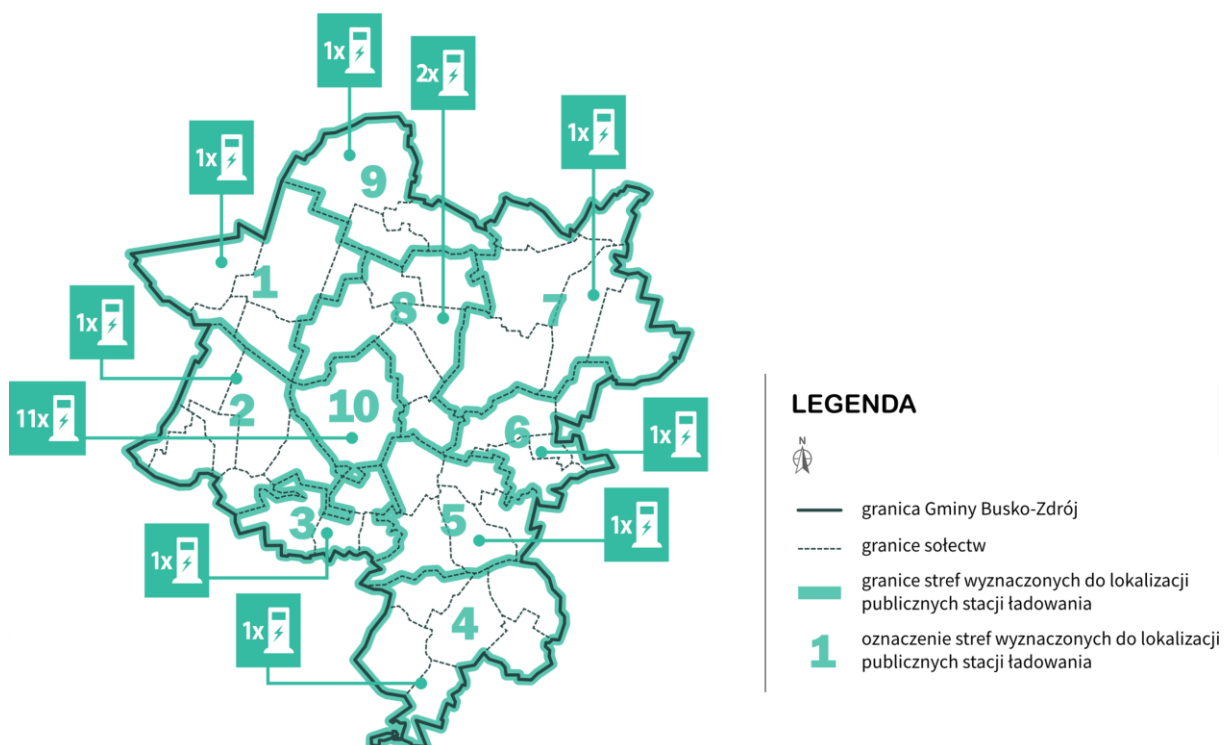 1x
2x
1x
1x
9
1
8
7
1x
2
10
11x
6
1x
3
5
1x
1x
4
1x
LEGENDA
N
granica Gminy Busko-Zdrój
granice sołectw
granice stref wyznaczonych do lokalizacji
publicznych stacji ładowania
1
oznaczenie stref wyznaczonych do lokalizacji
publicznych stacji ładowania